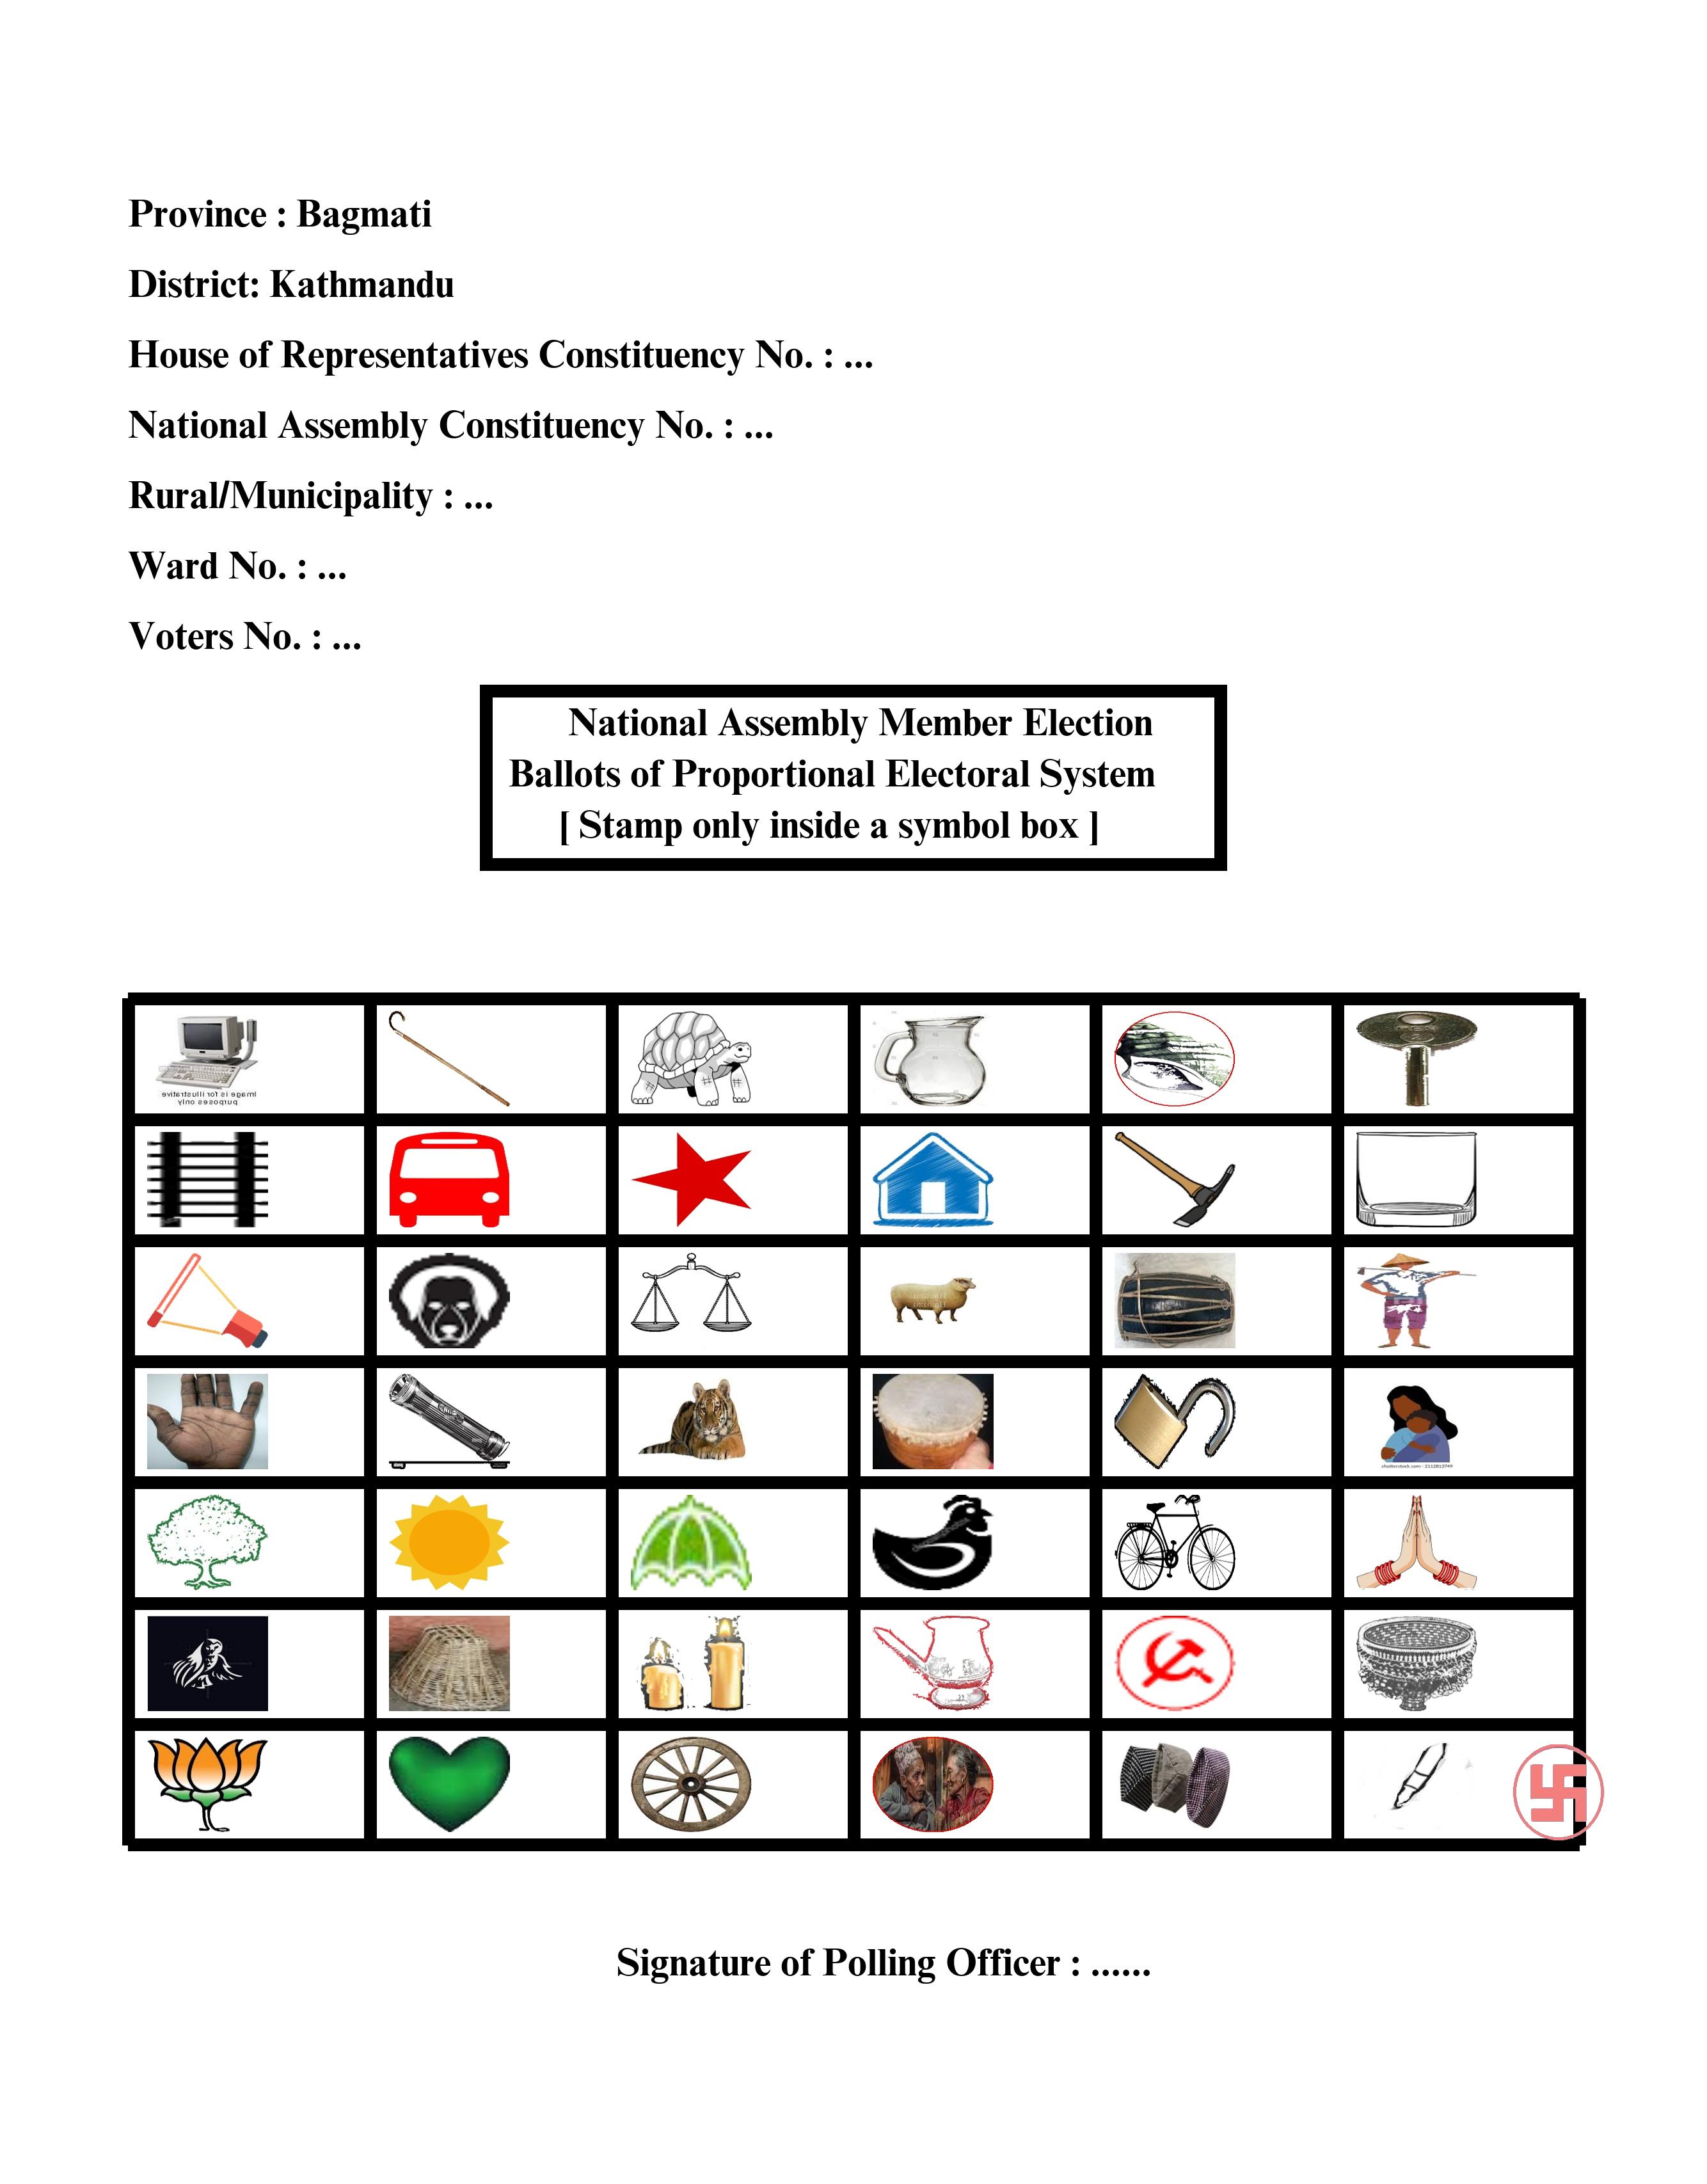 Province : Bagmati
District: Kathmandu
House of Representatives Constituency No. : ...
National Assembly Constituency No. : ...
Rural/Municipality : ...
Ward No. : ...
Voters No. : ...
National Assembly Member Election
Ballots of Proportional Electoral System
[ Stamp only inside a symbol box ]
Image is for illustrative
purposes only
shutterstock.com · 2112813749
Signature of Polling Officer : ......